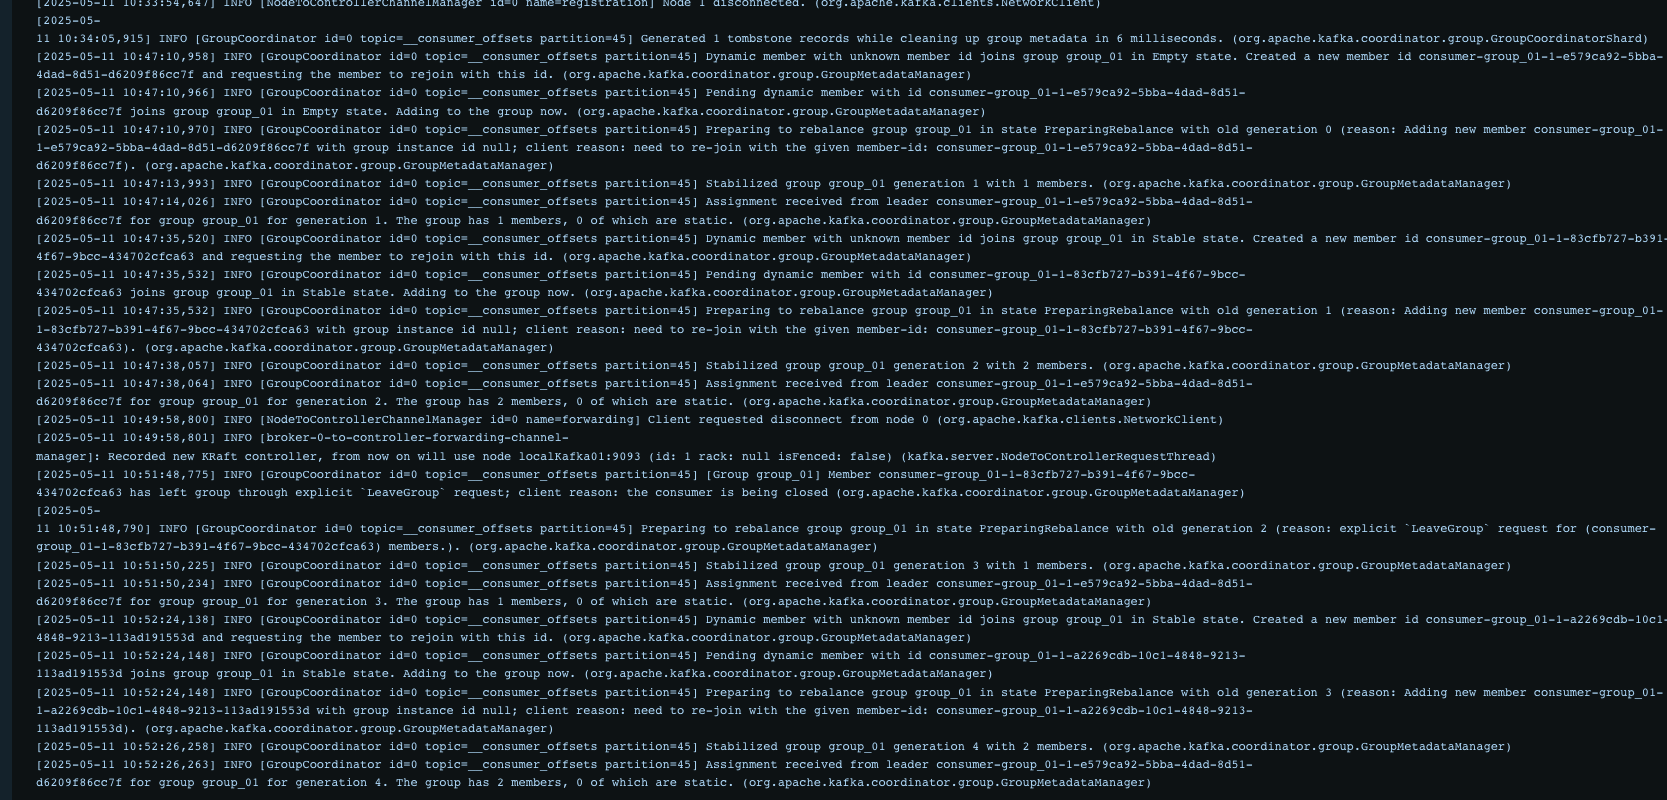 [2025-05-11 10:33:54,647] INFO [NodeToControllerChannelManager id=0 name=registration] Node 1 disconnected. (org.apache.kafka.clients.NetworkClient)
[2025-05-
11 10:34:05,915] INFO [GroupCoordinator id=0 topic=__consumer_offsets partition=45] Generated 1 tombstone records while cleaning up group metadata in 6 milliseconds. (org.apache.kafka.coordinator.group.GroupCoordinatorShard)
[2025-05-11 10:47:10,958] INFO [GroupCoordinator id=0 topic=__consumer_offsets partition=45] Dynamic member with unknown member id joins group group_01 in Empty state. Created a new member id consumer-group_01-1-e579ca92-5bba-
4dad-8d51-d6209f86cc7f and requesting the member to rejoin with this id. (org.apache.kafka.coordinator.group.GroupMetadataManager)
[2025-05-11 10:47:10,966] INFO [GroupCoordinator id=0 topic=__consumer_offsets partition=45] Pending dynamic member with id consumer-group_01-1-e579ca92-5bba-4dad-8d51-
d6209f86cc7f joins group group_01 in Empty state. Adding to the group now. (org.apache.kafka.coordinator.group.GroupMetadataManager)
[2025-05-11 10:47:10,970] INFO [GroupCoordinator id=0 topic=__consumer_offsets partition=45] Preparing to rebalance group group_01 in state PreparingRebalance with old generation 0 (reason: Adding new member consumer-group_01-
1-e579ca92-5bba-4dad-8d51-d6209f86cc7f with group instance id null; client reason: need to re-join with the given member-id: consumer-group_01-1-e579ca92-5bba-4dad-8d51-
d6209f86cc7f). (org.apache.kafka.coordinator.group.GroupMetadataManager)
[2025-05-11 10:47:13,993] INFO [GroupCoordinator id=0 topic=__consumer_offsets partition=45] Stabilized group group_01 generation 1 with 1 members. (org.apache.kafka.coordinator.group.GroupMetadataManager)
[2025-05-11 10:47:14,026] INFO [GroupCoordinator id=0 topic=__consumer_offsets partition=45] Assignment received from leader consumer-group_01-1-e579ca92-5bba-4dad-8d51-
d6209f86cc7f for group group_01 for generation 1. The group has 1 members, 0 of which are static. (org.apache.kafka.coordinator.group.GroupMetadataManager)
[2025-05-11 10:47:35,520] INFO [GroupCoordinator id=0 topic=__consumer_offsets partition=45] Dynamic member with unknown member id joins group group_01 in Stable state. Created a new member id consumer-group_01-1-83cfb727-b391-
4f67-9bcc-434702cfca63 and requesting the member to rejoin with this id. (org.apache.kafka.coordinator.group.GroupMetadataManager)
[2025-05-11 10:47:35,532] INFO [GroupCoordinator id=0 topic=__consumer_offsets partition=45] Pending dynamic member with id consumer-group_01-1-83cfb727-b391-4f67-9bcc-
434702cfca63 joins group group_01 in Stable state. Adding to the group now. (org.apache.kafka.coordinator.group.GroupMetadataManager)
[2025-05-11 10:47:35,532] INFO [GroupCoordinator id=0 topic=__consumer_offsets partition=45] Preparing to rebalance group group_01 in state PreparingRebalance with old generation 1 (reason: Adding new member consumer-group_01-
1-83cfb727-b391-4f67-9bcc-434702cfca63 with group instance id null; client reason: need to re-join with the given member-id: consumer-group_01-1-83cfb727-b391-4f67-9bcc-
434702cfca63). (org.apache.kafka.coordinator.group.GroupMetadataManager)
[2025-05-11 10:47:38,057] INFO [GroupCoordinator id=0 topic=__consumer_offsets partition=45] Stabilized group group_01 generation 2 with 2 members. (org.apache.kafka.coordinator.group.GroupMetadataManager)
[2025-05-11 10:47:38,064] INFO [GroupCoordinator id=0 topic=__consumer_offsets partition=45] Assignment received from leader consumer-group_01-1-e579ca92-5bba-4dad-8d51-
d6209f86cc7f for group group_01 for generation 2. The group has 2 members, 0 of which are static. (org.apache.kafka.coordinator.group.GroupMetadataManager)
[2025-05-11 10:49:58,800] INFO [NodeToControllerChannelManager id=0 name=forwarding] Client requested disconnect from node 0 (org.apache.kafka.clients.NetworkClient)
[2025-05-11 10:49:58,801] INFO [broker-0-to-controller-forwarding-channel-
manager]: Recorded new KRaft controller, from now on will use node localKafka01:9093 (id: 1 rack: null isFenced: false) (kafka.server.NodeToControllerRequestThread)
[2025-05-11 10:51:48,775] INFO [GroupCoordinator id=0 topic=__consumer_offsets partition=45] [Group group_01] Member consumer-group_01-1-83cfb727-b391-4f67-9bcc-
434702cfca63 has left group through explicit `LeaveGroup` request; client reason: the consumer is being closed (org.apache.kafka.coordinator.group.GroupMetadataManager)
[2025-05-
11 10:51:48,790] INFO [GroupCoordinator id=0 topic=__consumer_offsets partition=45] Preparing to rebalance group group_01 in state PreparingRebalance with old generation 2 (reason: explicit `LeaveGroup` request for (consumer-
group_01-1-83cfb727-b391-4f67-9bcc-434702cfca63) members.). (org.apache.kafka.coordinator.group.GroupMetadataManager)
[2025-05-11 10:51:50,225] INFO [GroupCoordinator id=0 topic=__consumer_offsets partition=45] Stabilized group group_01 generation 3 with 1 members. (org.apache.kafka.coordinator.group.GroupMetadataManager)
[2025-05-11 10:51:50,234] INFO [GroupCoordinator id=0 topic=__consumer_offsets partition=45] Assignment received from leader consumer-group_01-1-e579ca92-5bba-4dad-8d51-
d6209f86cc7f for group group_01 for generation 3. The group has 1 members, 0 of which are static. (org.apache.kafka.coordinator.group.GroupMetadataManager)
[2025-05-11 10:52:24,138] INFO [GroupCoordinator id=0 topic=__consumer_offsets partition=45] Dynamic member with unknown member id joins group group_01 in Stable state. Created a new member id consumer-group_01-1-a2269cdb-10c1-
4848-9213-113ad191553d and requesting the member to rejoin with this id. (org.apache.kafka.coordinator.group.GroupMetadataManager)
[2025-05-11 10:52:24,148] INFO [GroupCoordinator id=0 topic=__consumer_offsets partition=45] Pending dynamic member with id consumer-group_01-1-a2269cdb-10c1-4848-9213-
113ad191553d joins group group_01 in Stable state. Adding to the group now. (org.apache.kafka.coordinator.group.GroupMetadataManager)
[2025-05-11 10:52:24,148] INFO [GroupCoordinator id=0 topic=__consumer_offsets partition=45] Preparing to rebalance group group_01 in state PreparingRebalance with old generation 3 (reason: Adding new member consumer-group_01-
1-a2269cdb-10c1-4848-9213-113ad191553d with group instance id null; client reason: need to re-join with the given member-id: consumer-group_01-1-a2269cdb-10c1-4848-9213-
113ad191553d). (org.apache.kafka.coordinator.group.GroupMetadataManager)
[2025-05-11 10:52:26,258] INFO [GroupCoordinator id=0 topic=__consumer_offsets partition=45] Stabilized group group_01 generation 4 with 2 members. (org.apache.kafka.coordinator.group.GroupMetadataManager)
[2025-05-11 10:52:26,263] INFO [GroupCoordinator id=0 topic=__consumer_offsets partition=45] Assignment received from leader consumer-group_01-1-e579ca92-5bba-4dad-8d51-
d6209f86cc7f for group group_01 for generation 4. The group has 2 members, 0 of which are static. (org.apache.kafka.coordinator.group.GroupMetadataManager)